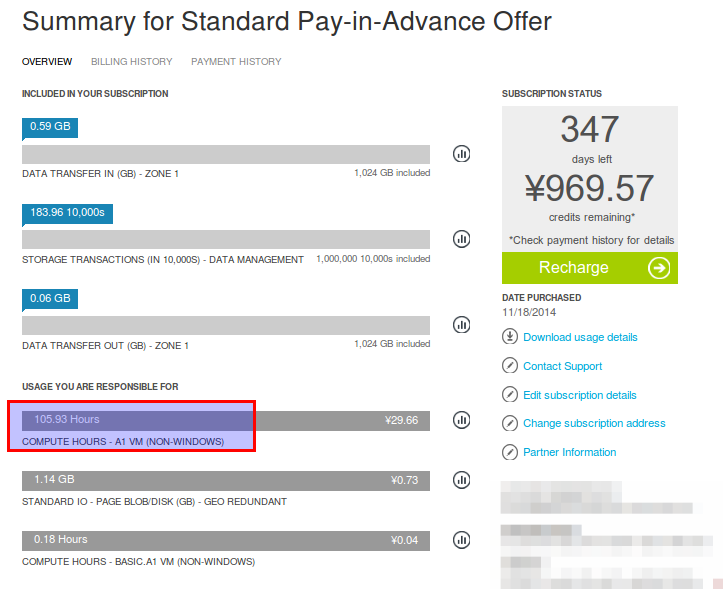 Summary for Standard Pay-in-Advance Offer
OVERVIEW BILLING HISTORY PAYMENT HISTORY
INCLUDED IN YOUR SUBSCRIPTION
0.59 GB
DATA TRANSFER IN (GB) - ZONE 1 1,024 GB included
183.96 10,000s
STORAGE TRANSACTIONS (IN 10,000S) - DATA MANAGEMENT 1,000,000 10,000s included
0.06 GB
DATA TRANSFER OUT (GB) - ZONE 1 1,024 GB included
USAGE YOU ARE RESPONSIBLE FOR
105.93 Hours ¥29.66
COMPUTE HOURS - A1 VM (NON-WINDOWS)
1.14 GB ¥0.73
STANDARD IO - PAGE BLOB/DISK (GB) - GEO REDUNDANT
0.18 Hours ¥0.04
COMPUTE HOURS - BASIC.A1 VM (NON-WINDOWS)
SUBSCRIPTION STATUS
347
days left
¥969.57
credits remaining*
*Check payment history for details
Recharge
DATE PURCHASED
11/18/2014
Download usage details
Contact Support
Edit subscription details
Change subscription address
Partner Information